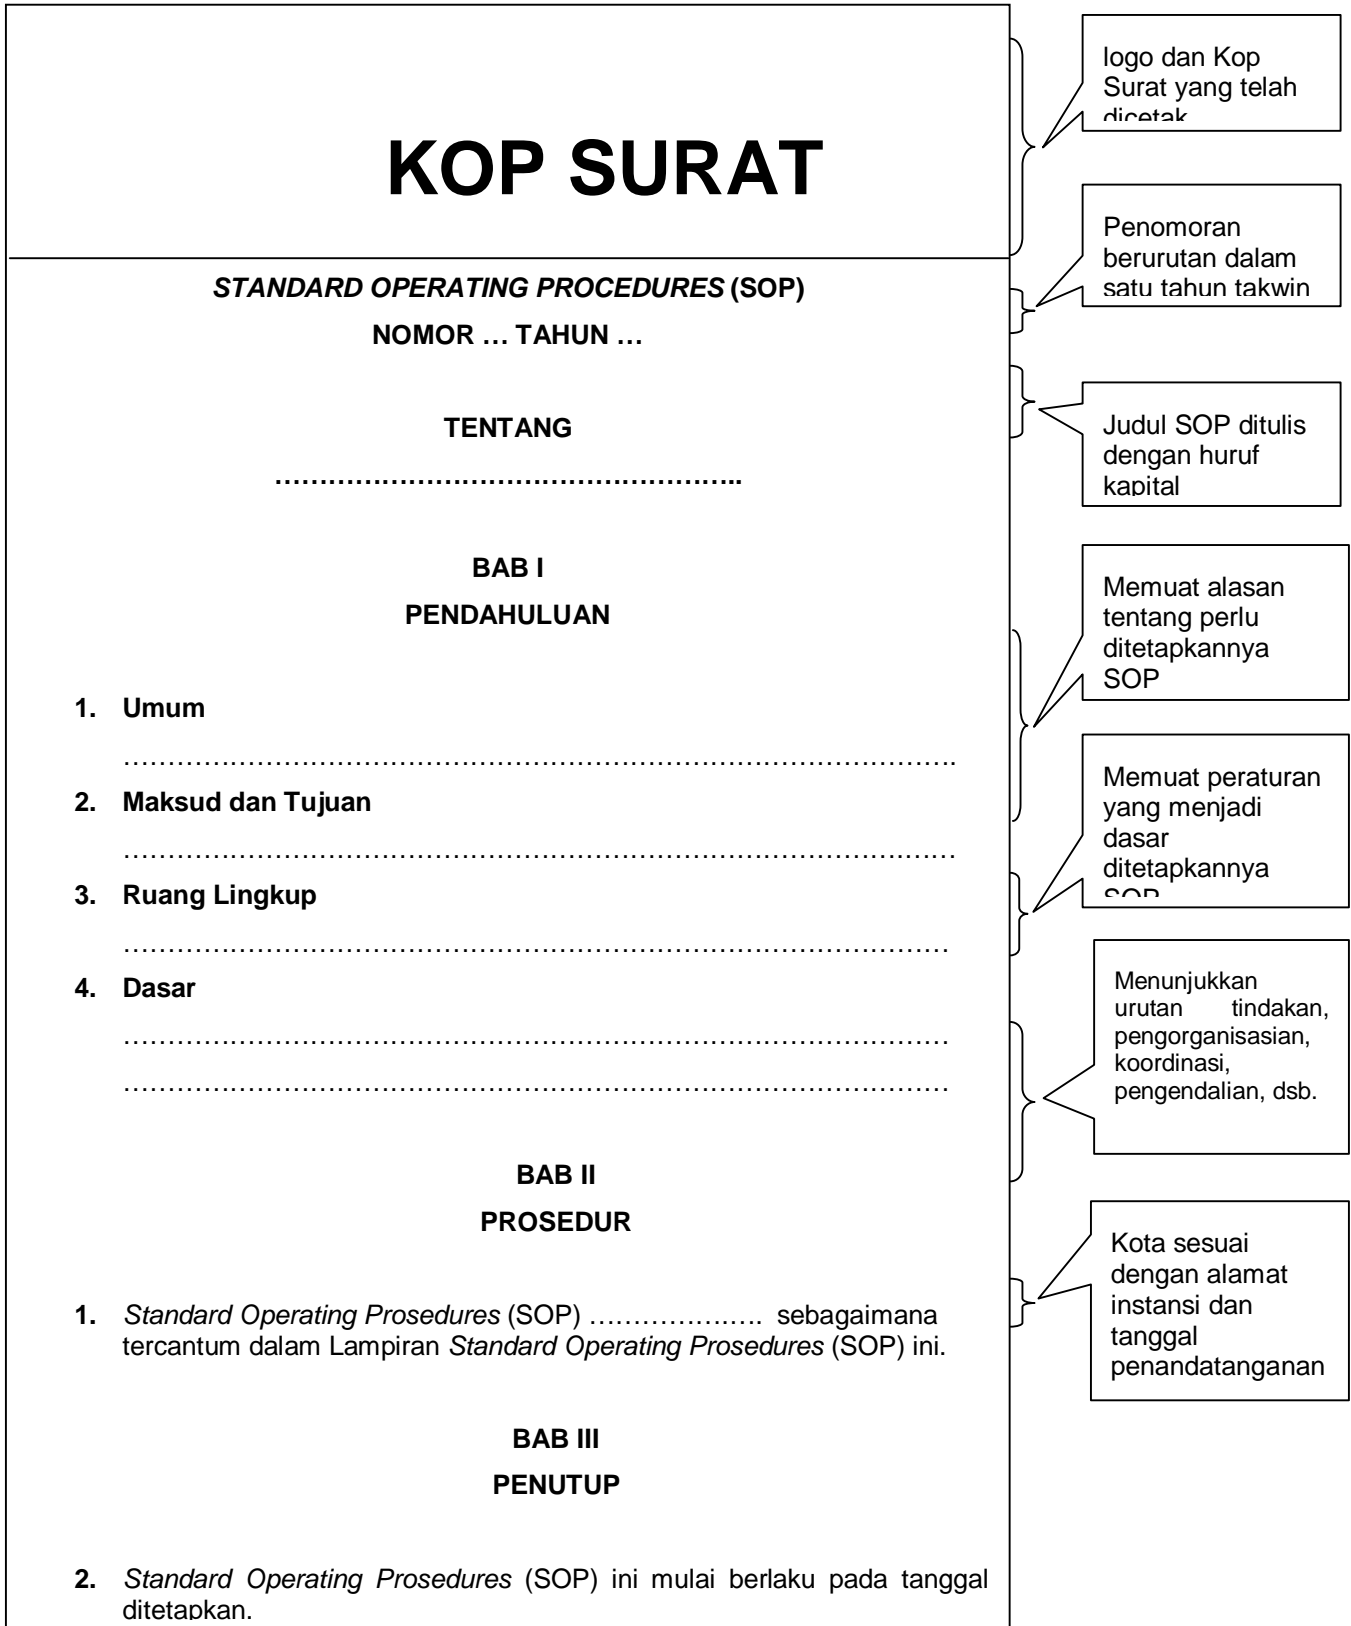 KOP SURAT
STANDARD OPERATING PROCEDURES (SOP)
NOMOR … TAHUN …
TENTANG
……………………………………………..
BAB I
PENDAHULUAN
1. Umum
………………………………………………………………………………….
2. Maksud dan Tujuan
…………………………………………………………………………………
3. Ruang Lingkup
…………………………………………………………………………………
4. Dasar
…………………………………………………………………………………
…………………………………………………………………………………
BAB II
PROSEDUR
1. Standard Operating Prosedures (SOP) ……………….… sebagaimana
tercantum dalam Lampiran Standard Operating Prosedures (SOP) ini.
BAB III
PENUTUP
2. Standard Operating Prosedures (SOP) ini mulai berlaku pada tanggal
ditetapkan.
logo dan Kop
Surat yang telah
dicetak
Penomoran
berurutan dalam
satu tahun takwin
Judul SOP ditulis
dengan huruf
kapital
Memuat alasan
tentang perlu
ditetapkannya
SOP
Memuat peraturan
yang menjadi
dasar
ditetapkannya
SOP
Menunjukkan
urutan tindakan,
pengorganisasian,
koordinasi,
pengendalian, dsb.
Kota sesuai
dengan alamat
instansi dan
tanggal
penandatanganan